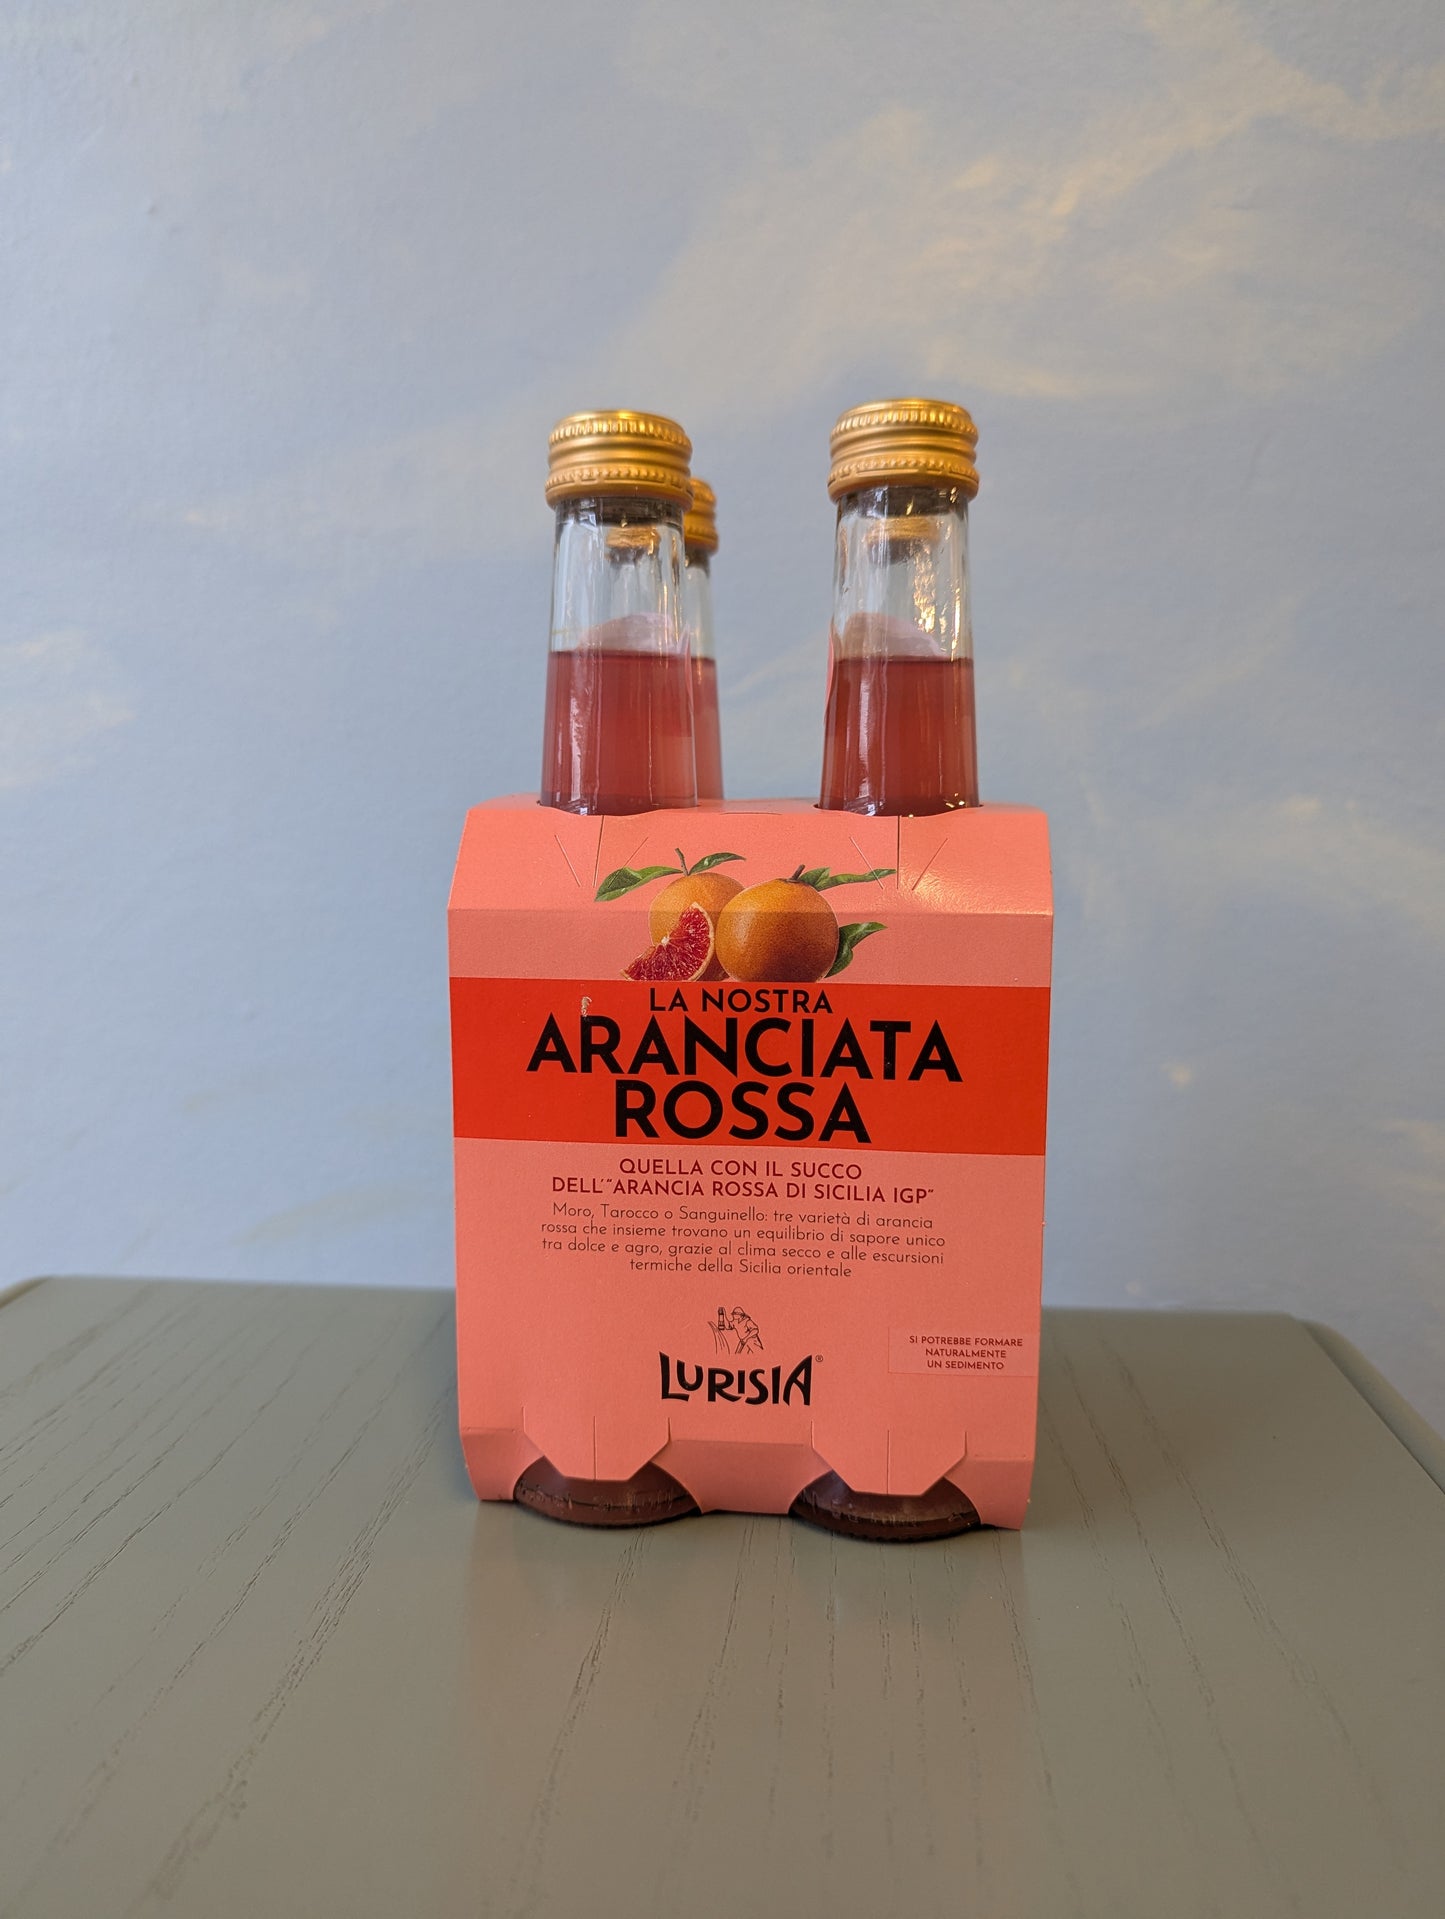 LA NOSTRA
ARANCIATA
ROSSA
QUELLA CON IL SUCCO
DELL'"ARANCIA ROSSA DI SICILIA IGP"
Moro, Tarocco o Sanguinello: tre varietà di arancia
rossa che insieme trovano un equilibrio di sapore unico
tra dolce e agro, grazie al clima secco e alle escursioni
termiche della Sicilia orientale
LURISIA®
SI POTREBBE FORMARE
NATURALMENTE
UN SEDIMENTO